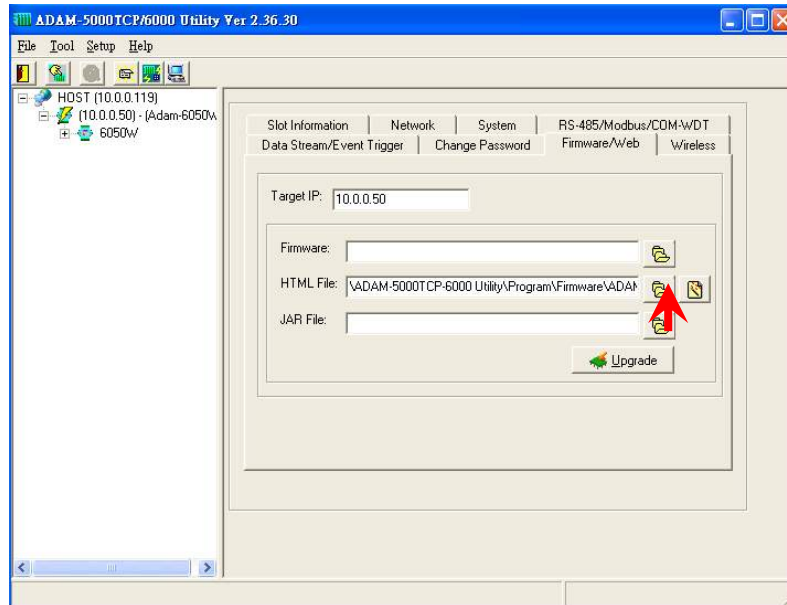 ADAM-5000TCP/6000 Utility Ver 2.36.30
File Tool Setup Help
HOST (10.0.0.119)
(10.0.0.50) - (Adam-6050W
6050W
Slot Information Network System RS-485/Modbus/COM-WDT
Data Stream/Event Trigger Change Password Firmware/Web Wireless
Target IP: 10.0.0.50
Firmware:
HTML File: \ADAM-5000TCP-6000 Utility\Program\Firmware\ADAM
JAR File:
Upgrade